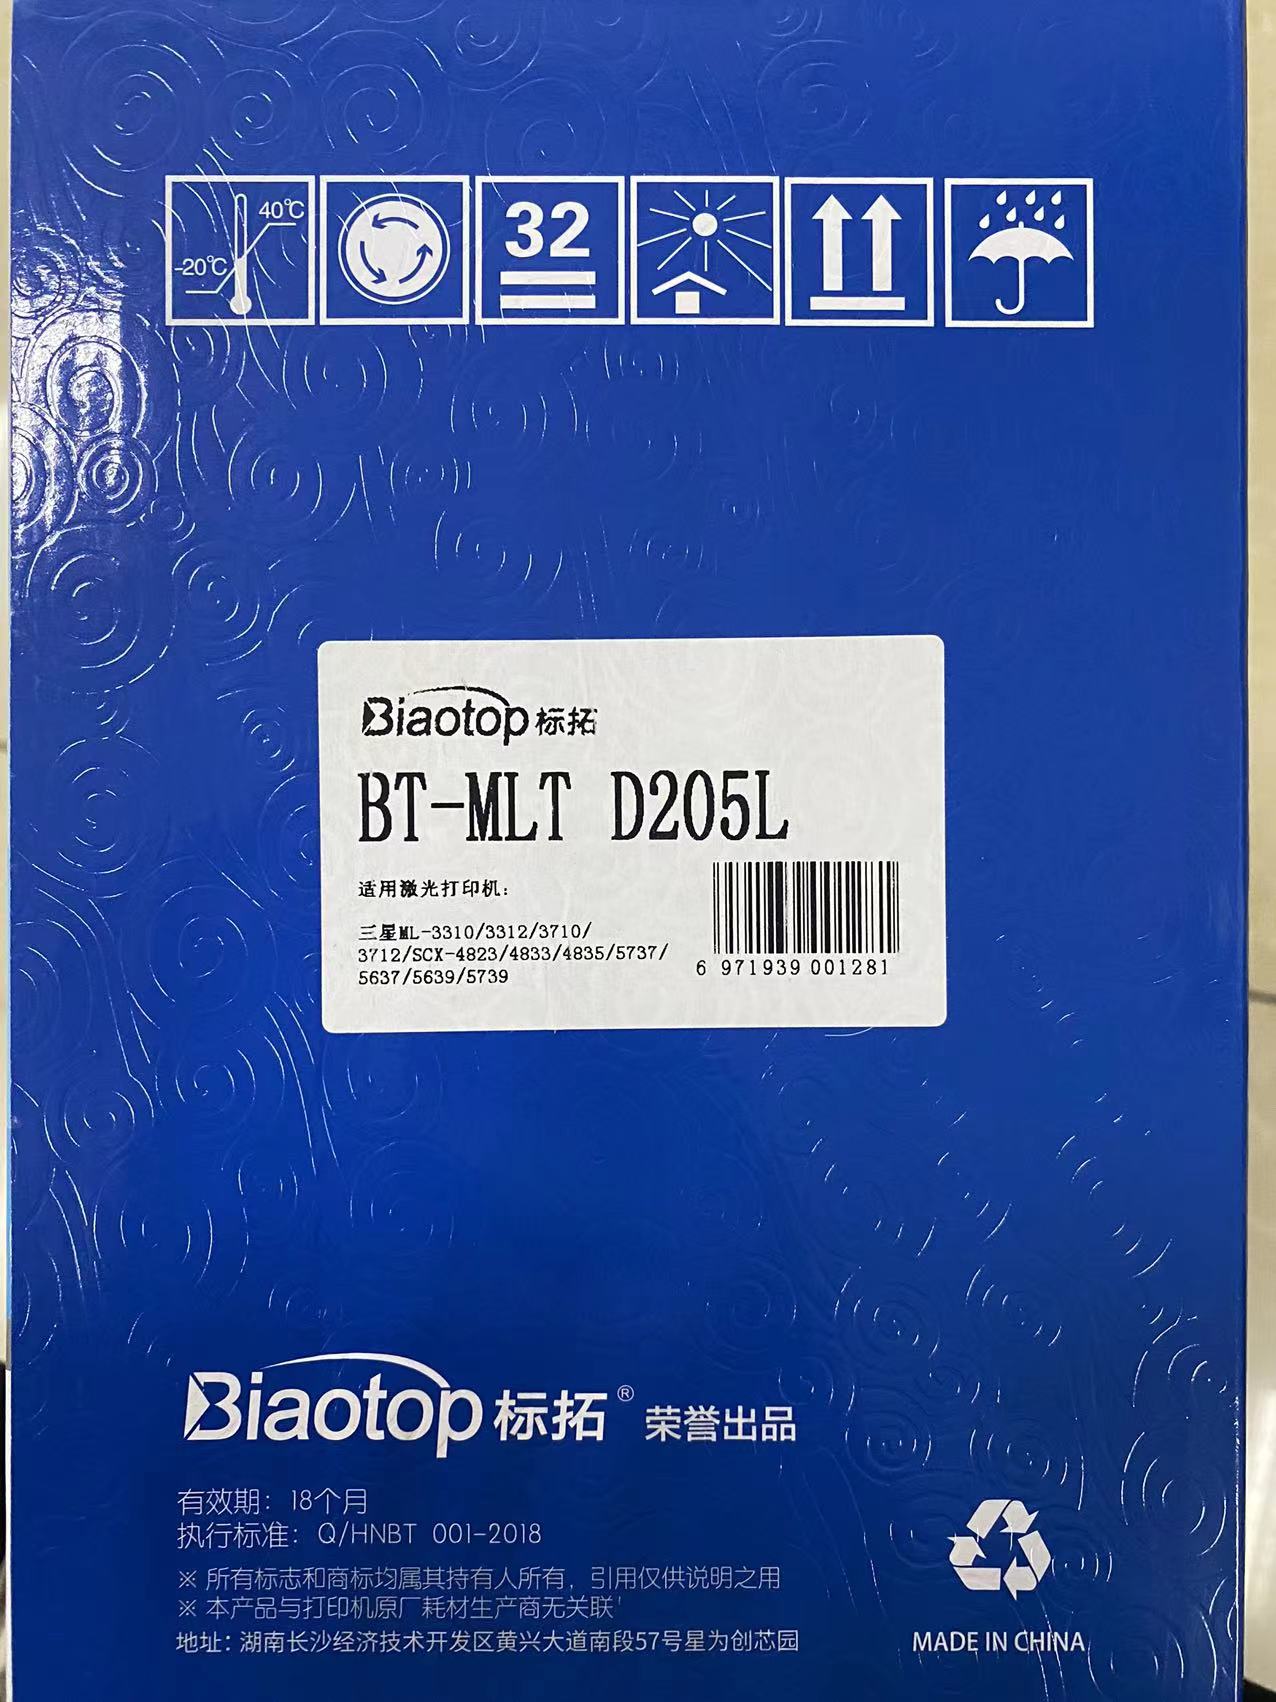 40℃
-20℃
32
Biaotop标拓
BT-MLT D205L
适用激光打印机:
三星ML-3310/3312/3710/
3712/SCX-4823/4833/4835/5737/
5637/5639/5739
6 971939 001281
Biaotop标拓® 荣誉出品
有效期: 18个月
执行标准: Q/HNBT 001-2018
※ 所有标志和商标均属其持有人所有，引用仅供说明之用
※ 本产品与打印机原厂耗材生产商无关联
地址: 湖南长沙经济技术开发区黄兴大道南段57号星为创芯园
MADE IN CHINA